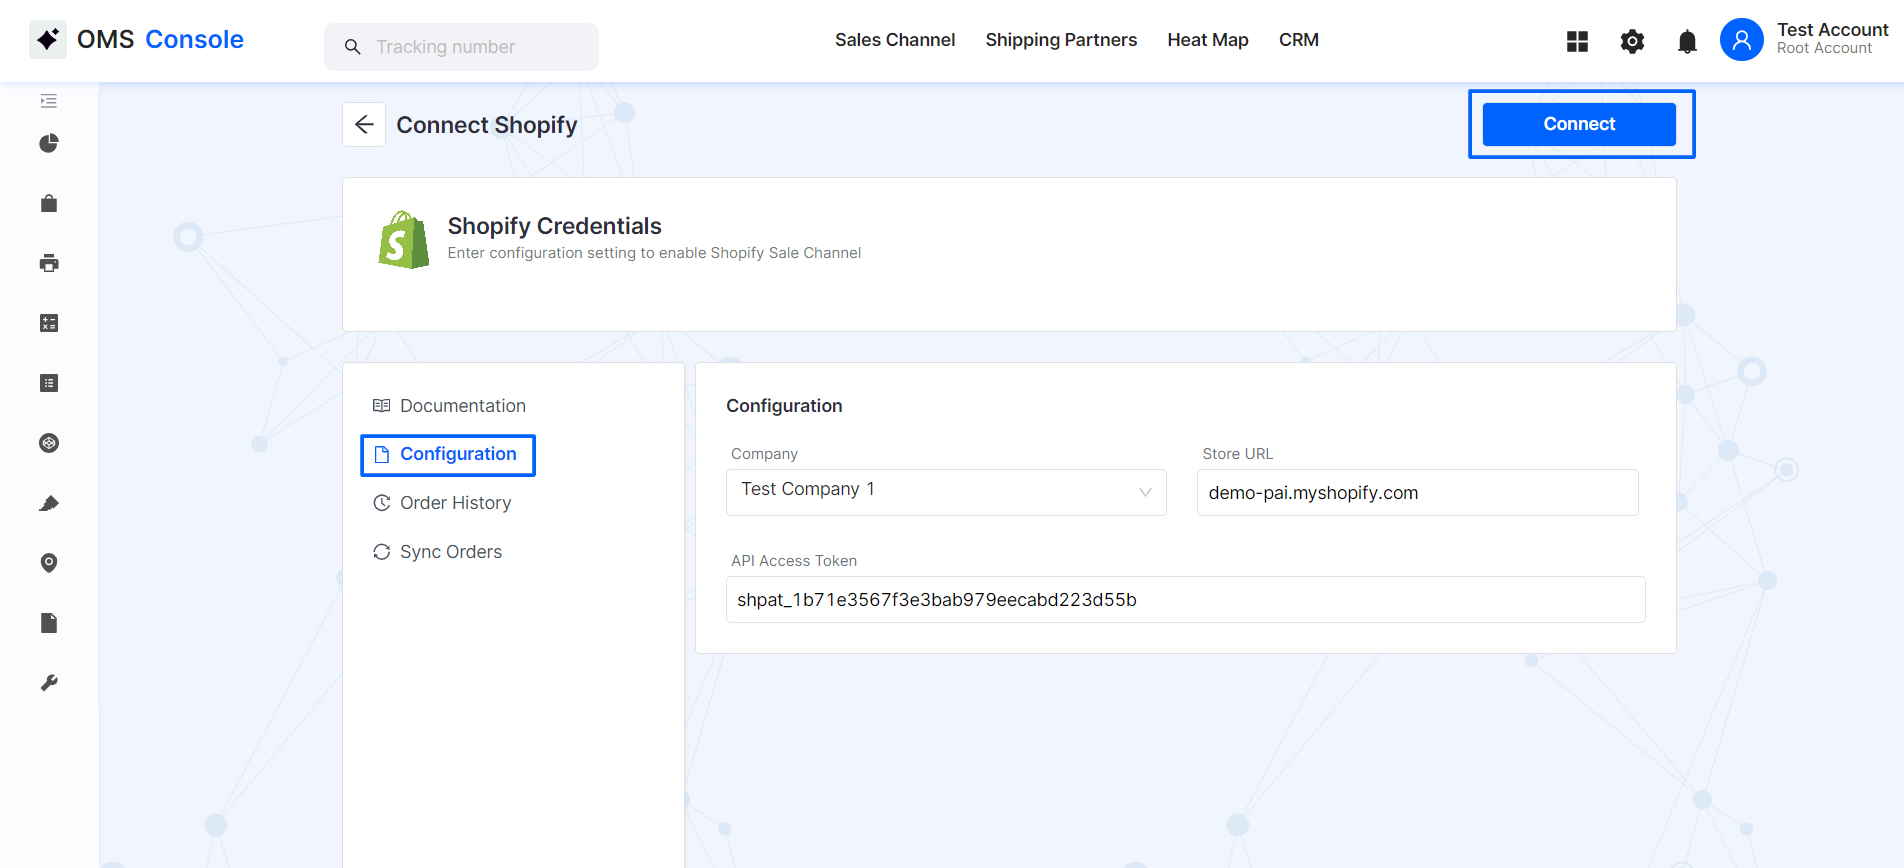 OMS Console
Tracking number
Sales Channel Shipping Partners Heat Map CRM
Test Account
Root Account
Connect Shopify
Connect
Shopify Credentials
Enter configuration setting to enable Shopify Sale Channel
Documentation
Configuration
Order History
Sync Orders
Configuration
Company
Test Company 1
Store URL
demo-pai.myshopify.com
API Access Token
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